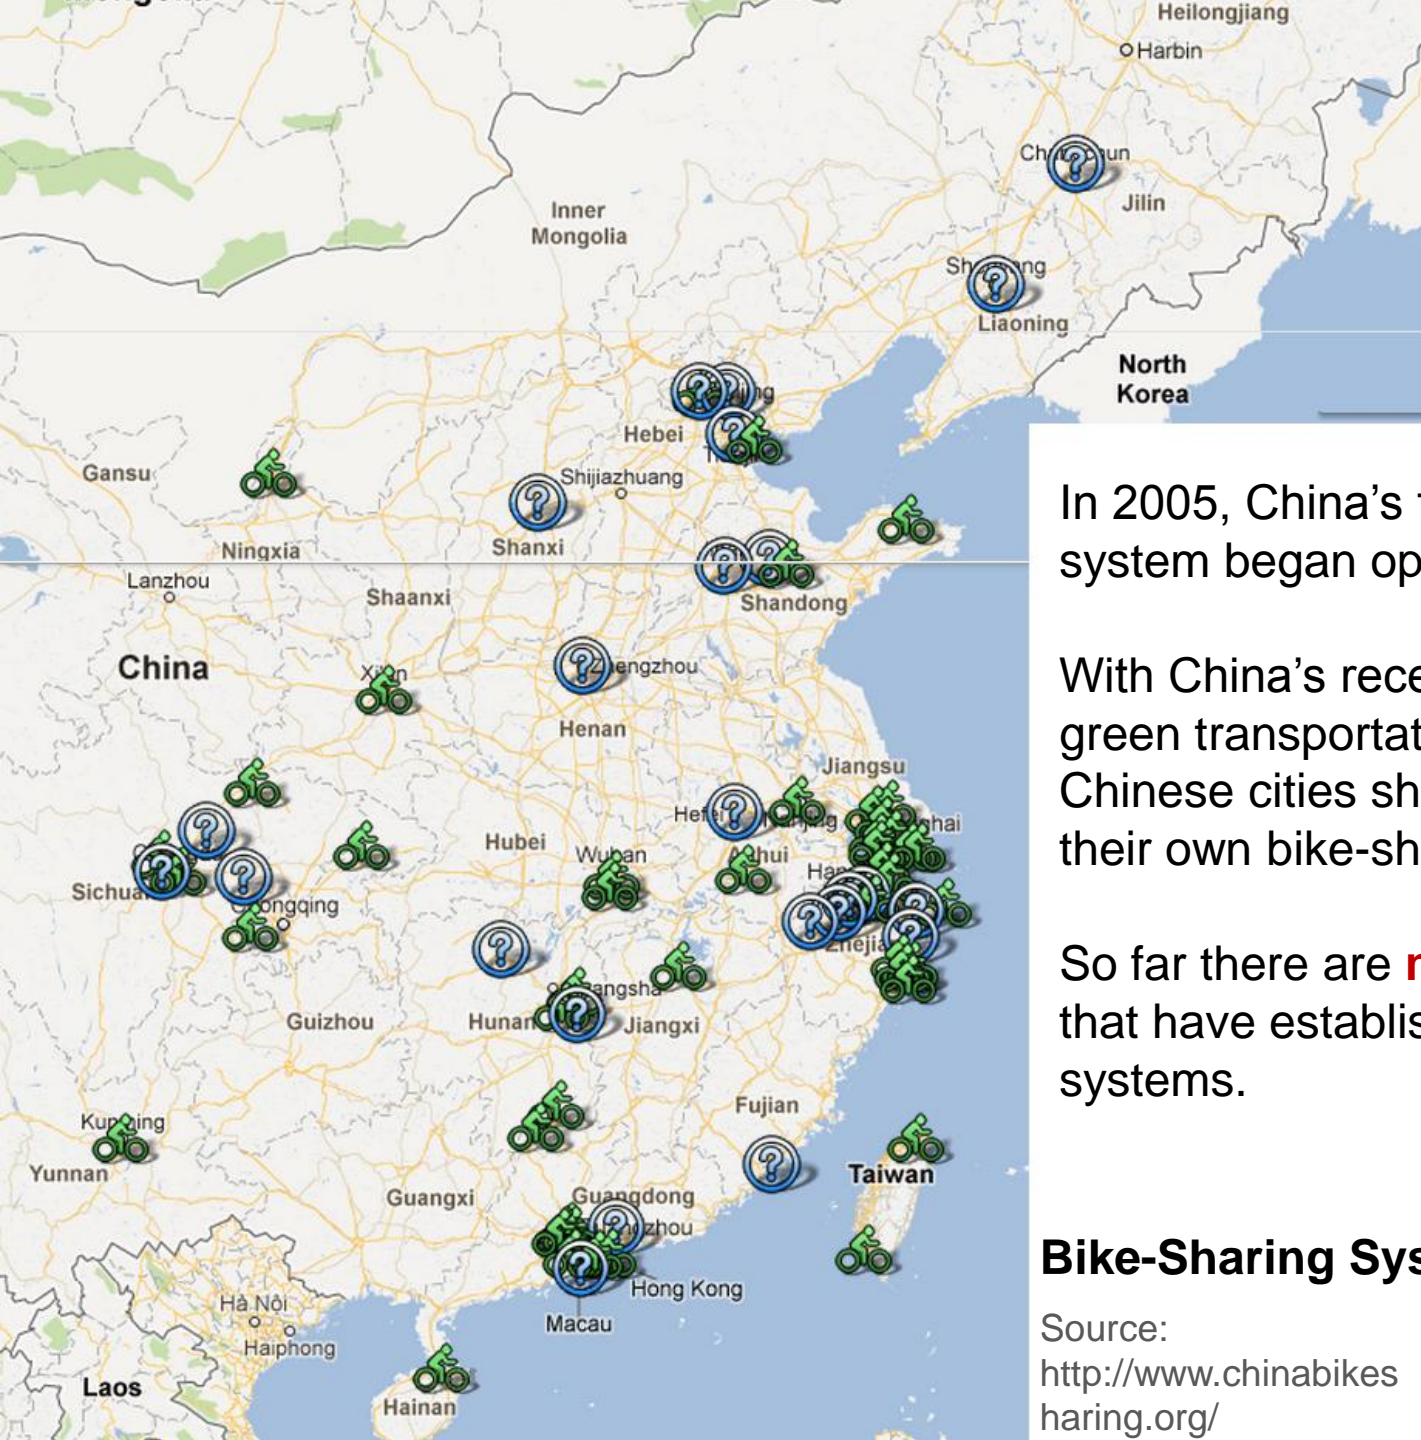 Heilongjiang
Harbin
Jilin
Inner
Mongolia
Liaoning
North
Korea
Hebei
Gansu
Shijiazhuang
Ningxia
Shanxi
Lanzhou
Shaanxi
Shandong
China
Zhengzhou
Henan
Jiangsu
Hubei
Wuhan
Guizhou
Hunan
Jiangxi
Fujian
Yunnan
Taiwan
Guangxi
Guangdong
Hong Kong
Macau
Hà Nội
Haiphong
Laos
Hainan
In 2005, China's
system began op
With China's rece
green transportat
Chinese cities sh
their own bike-sh
So far there are
that have establis
systems.
Bike-Sharing Sys
Source:
http://www.chinabikes
haring.org/